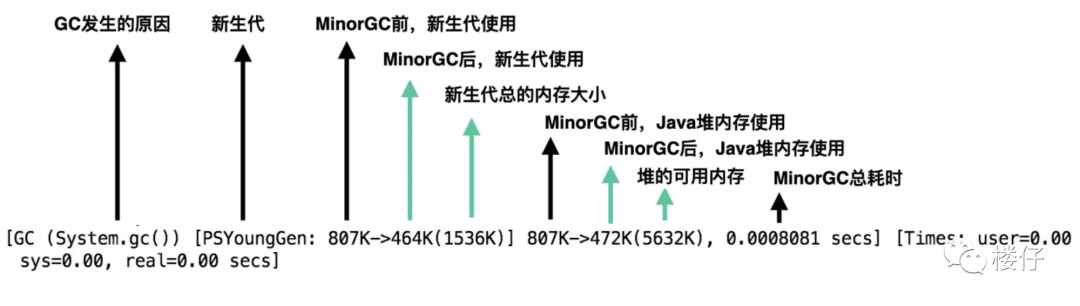 GC发生的原因
新生代
MinorGC前，新生代使用
MinorGC后，新生代使用
新生代总的内存大小
MinorGC前，Java堆内存使用
MinorGC后，Java堆内存使用
堆的可用内存
MinorGC总耗时
[GC (System.gc()) [PSYoungGen: 807K->464K(1536K)] 807K->472K(5632K), 0.0008081 secs] [Times: user=0.00
sys=0.00, real=0.00 secs]
楼仔